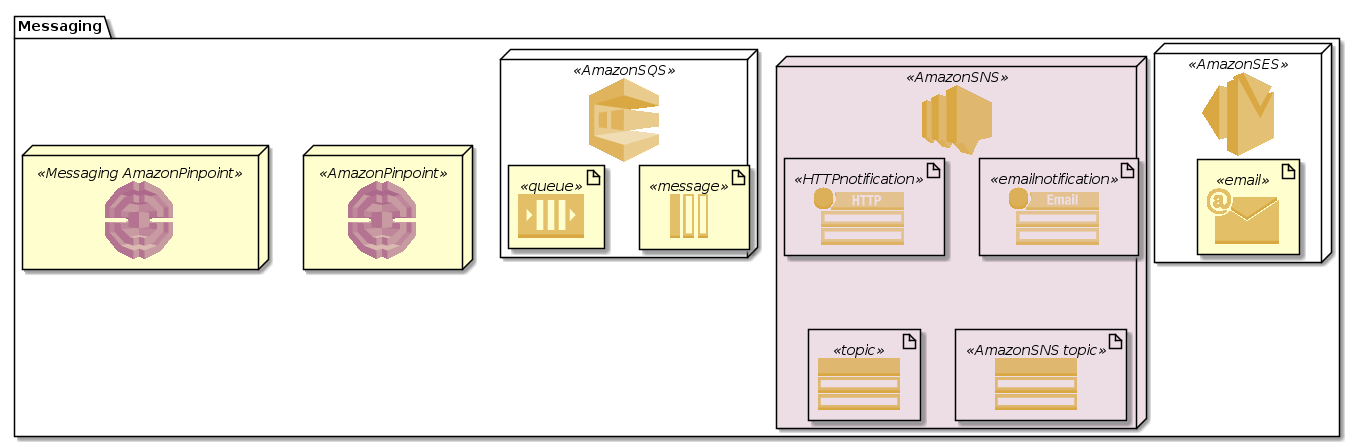 Messaging
«Messaging AmazonPinpoint»
«AmazonPinpoint»
«AmazonSQS»
«queue»
«message»
«AmazonSNS»
«HTTPnotification»
HTTP
«emailnotification»
Email
«topic»
«AmazonSNS topic»
«AmazonSES»
«email»
@